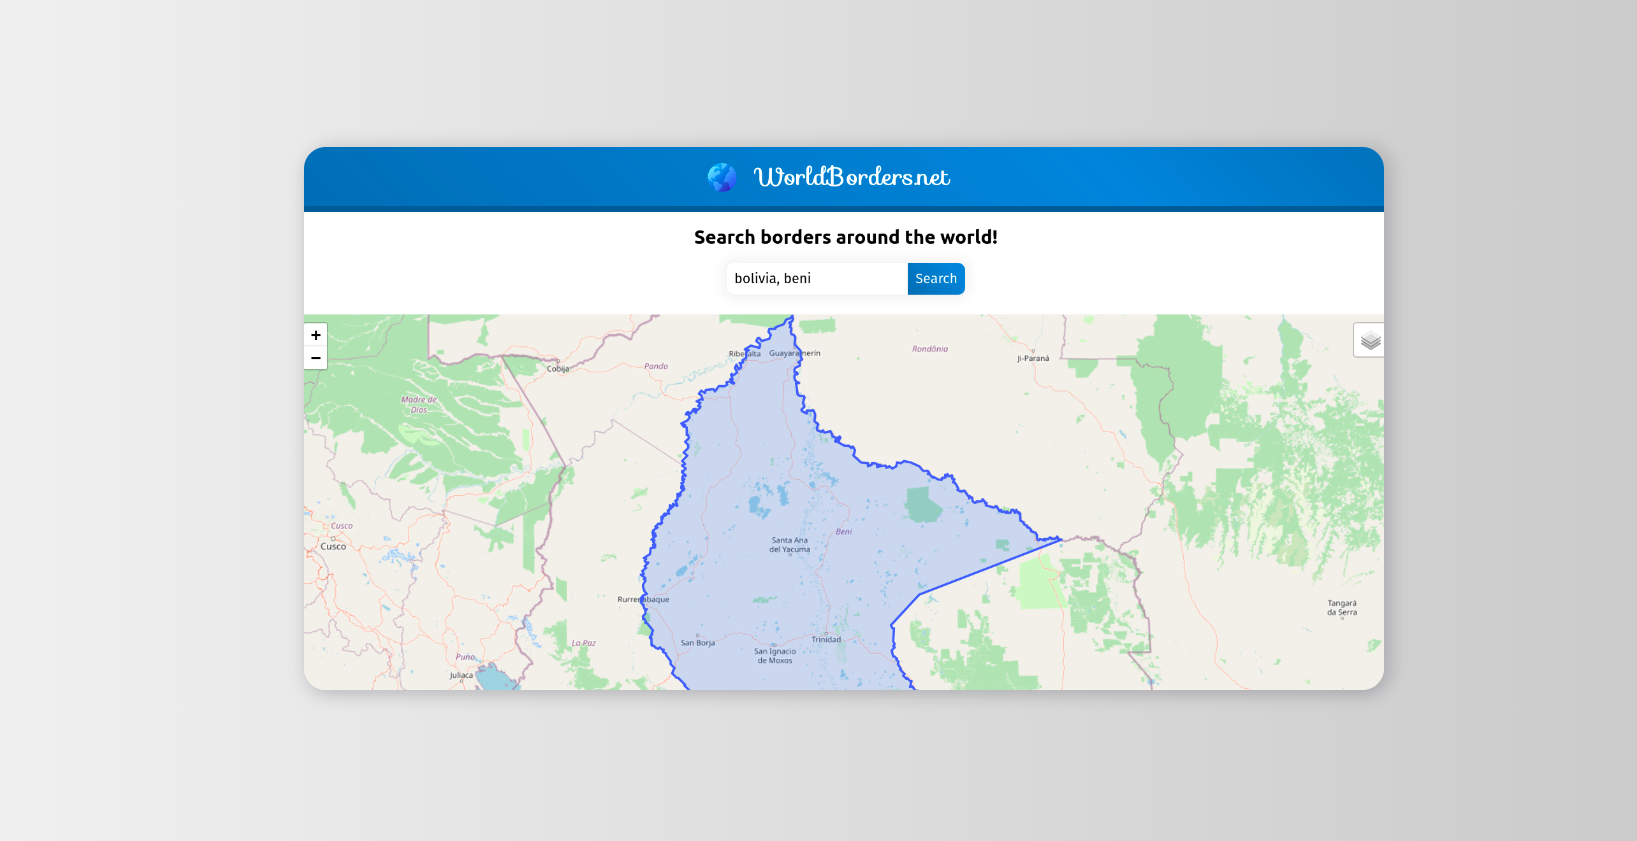 WorldBorders.net
Search borders around the world!
bolivia, beni
Search
+
−
Riberalta
Guayaramerín
Rondônia
Ji-Paraná
Cobija
Pando
Madre de
Dios
Cusco
Cusco
Beni
Santa Ana
del Yacuma
Rurrenabaque
Tangará
da Serra
La Paz
San Borja
Trinidad
San Ignacio
de Moxos
Puno
Juliaca